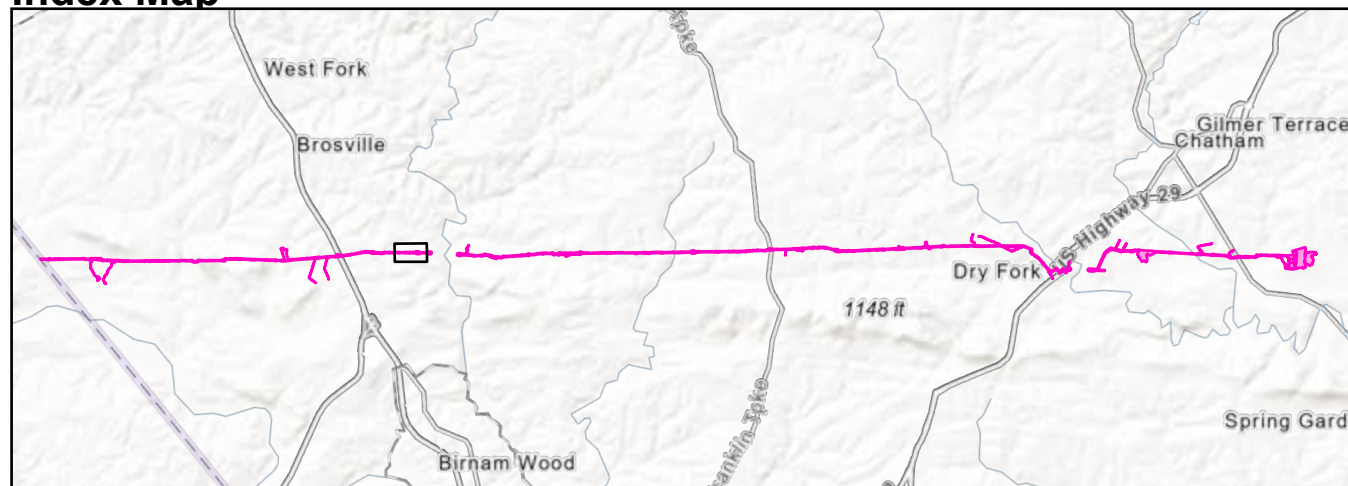 Index Map
West Fork
Gilmer Terrace
Chatham
Brosville
US Highway 29
Dry Fork
1148 ft
Spring Gard
Birnam Wood
anklin Tpke